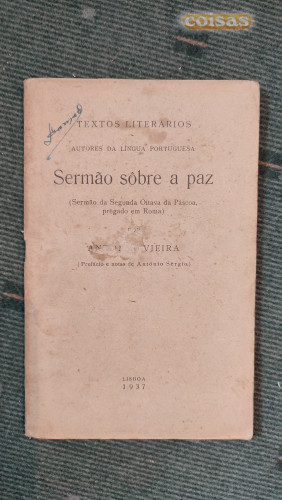 coisas
TEXTOS LITERÁRIOS
AUTORES DA LÍNGUA PORTUGUESA
Sermão sôbre a paz
(Sermão da Segunda Oitava da Páscoa,
prègado em Roma)
VIEIRA
(Prefácio e notas de António Sérgio)
LISBOA
1937